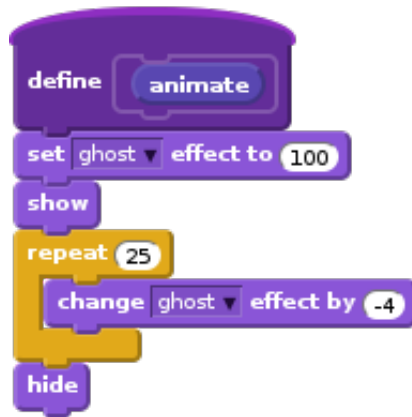 define animate
set ghost effect to 100
show
repeat 25
change ghost effect by -4
hide